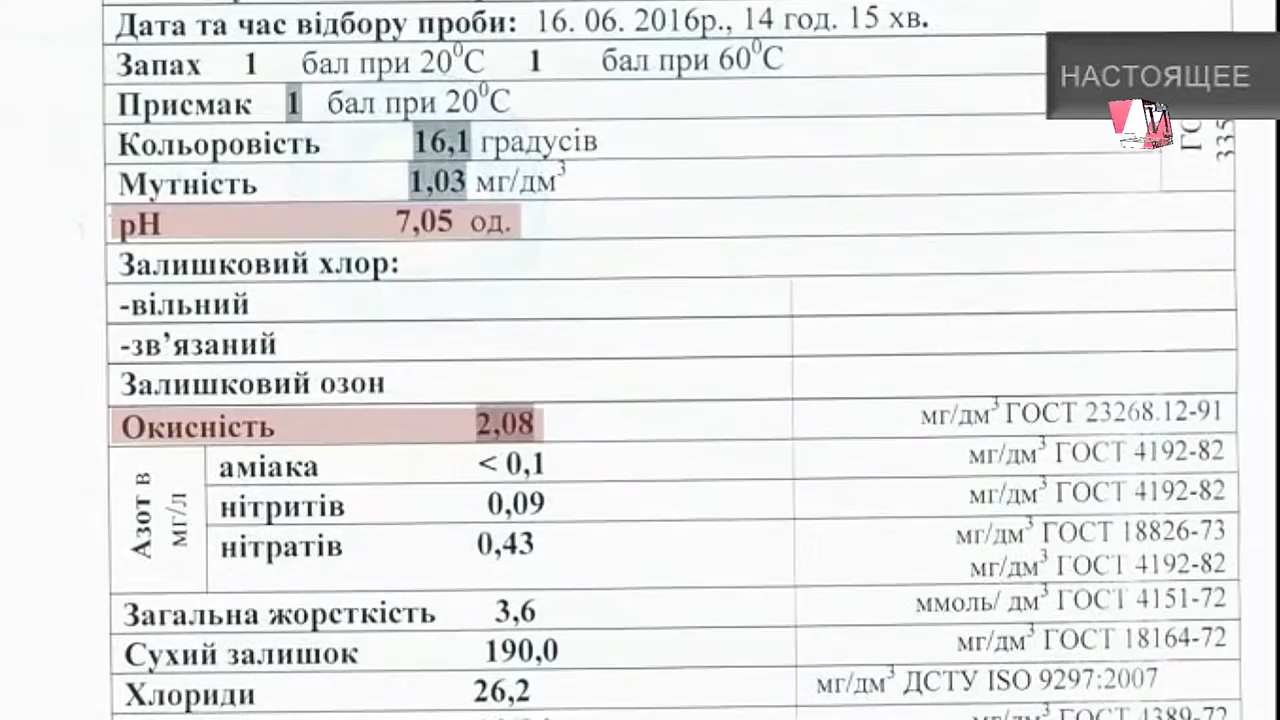 Дата та час відбору проби: 16. 06. 2016р., 14 год. 15 хв.
Запах 1 бал при 20⁰С 1 бал при 60⁰С
НАСТОЯЩЕЕ
Присмак 1 бал при 20⁰С
Кольоровість 16,1 градусів
Мутність 1,03 мг/дм³
рН 7,05 од.
Залишковий хлор:
-вільний
-зв’язаний
Залишковий озон
Окисність 2,08 мг/дм³ ГОСТ 23268.12-91
Азот в мг/л
аміака < 0,1 мг/дм³ ГОСТ 4192-82
нітритів 0,09 мг/дм³ ГОСТ 4192-82
нітратів 0,43 мг/дм³ ГОСТ 18826-73
мг/дм³ ГОСТ 4192-82
Загальна жорсткість 3,6 ммоль/ дм³ ГОСТ 4151-72
Сухий залишок 190,0 мг/дм³ ГОСТ 18164-72
Хлориди 26,2 мг/дм³ ДСТУ ISO 9297:2007